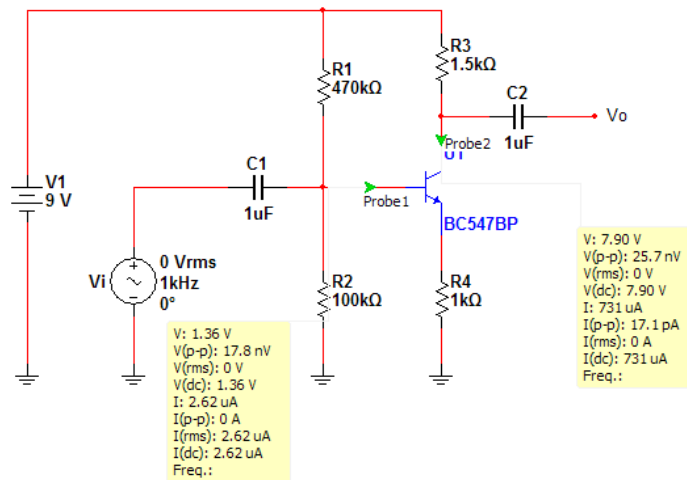 R1
470kΩ
R3
1.5kΩ
C2
1uF
Vo
Probe2
U1
C1
1uF
Probe1
V1
9 V
BC547BP
Vi
0 Vrms
1kHz
0°
R2
100kΩ
R4
1kΩ
V: 1.36 V
V(p-p): 17.8 nV
V(rms): 0 V
V(dc): 1.36 V
I: 2.62 uA
I(p-p): 0 A
I(rms): 2.62 uA
I(dc): 2.62 uA
Freq.:
V: 7.90 V
V(p-p): 25.7 nV
V(rms): 0 V
V(dc): 7.90 V
I: 731 uA
I(p-p): 17.1 pA
I(rms): 0 A
I(dc): 731 uA
Freq.: